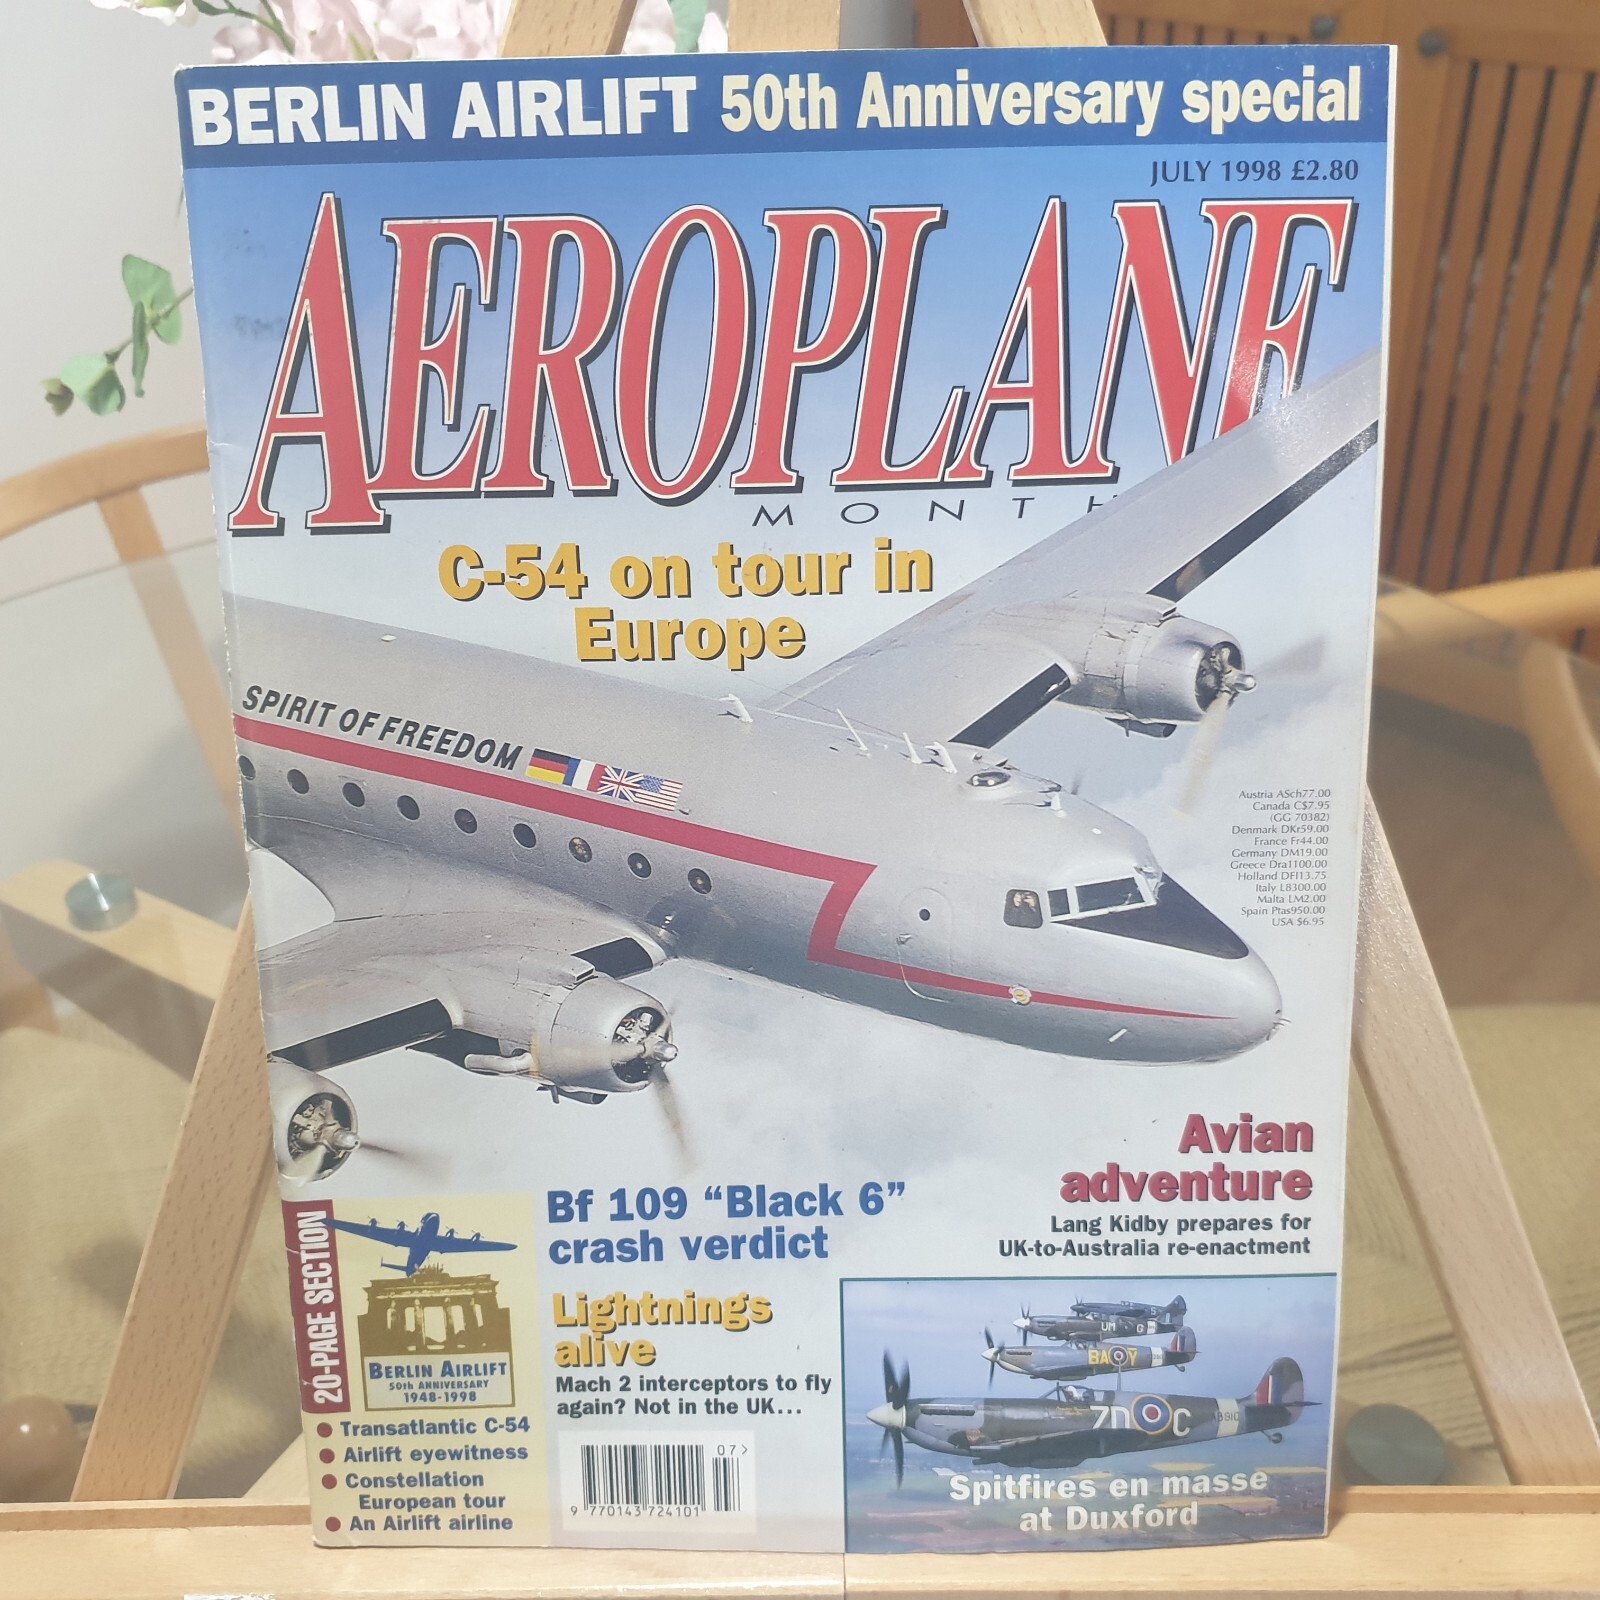 BERLIN AIRLIFT 50th Anniversary special
JULY 1998 £2.80
AEROPLANE
MONTH
C-54 on tour in
Europe
SPIRIT OF FREEDOM
Austria ASch77.00
Canada C$7.95
(GG 70382)
Denmark DKr59.00
France Fr44.00
Germany DM19.00
Greece Dra1100.00
Holland DFl13.75
Italy L8300.00
Malta LM2.00
Spain Ptas950.00
USA $6.95
Avian
adventure
Lang Kidby prepares for
UK-to-Australia re-enactment
Bf 109 “Black 6”
crash verdict
Lightnings
alive
Mach 2 interceptors to fly
again? Not in the UK...
20-PAGE SECTION
BERLIN AIRLIFT
50th ANNIVERSARY
1948-1998
Transatlantic C-54
Airlift eyewitness
Constellation
European tour
An Airlift airline
07>
9 770143 724101
UM G
BA Y
ZD C
AB910
Spitfires en masse
at Duxford